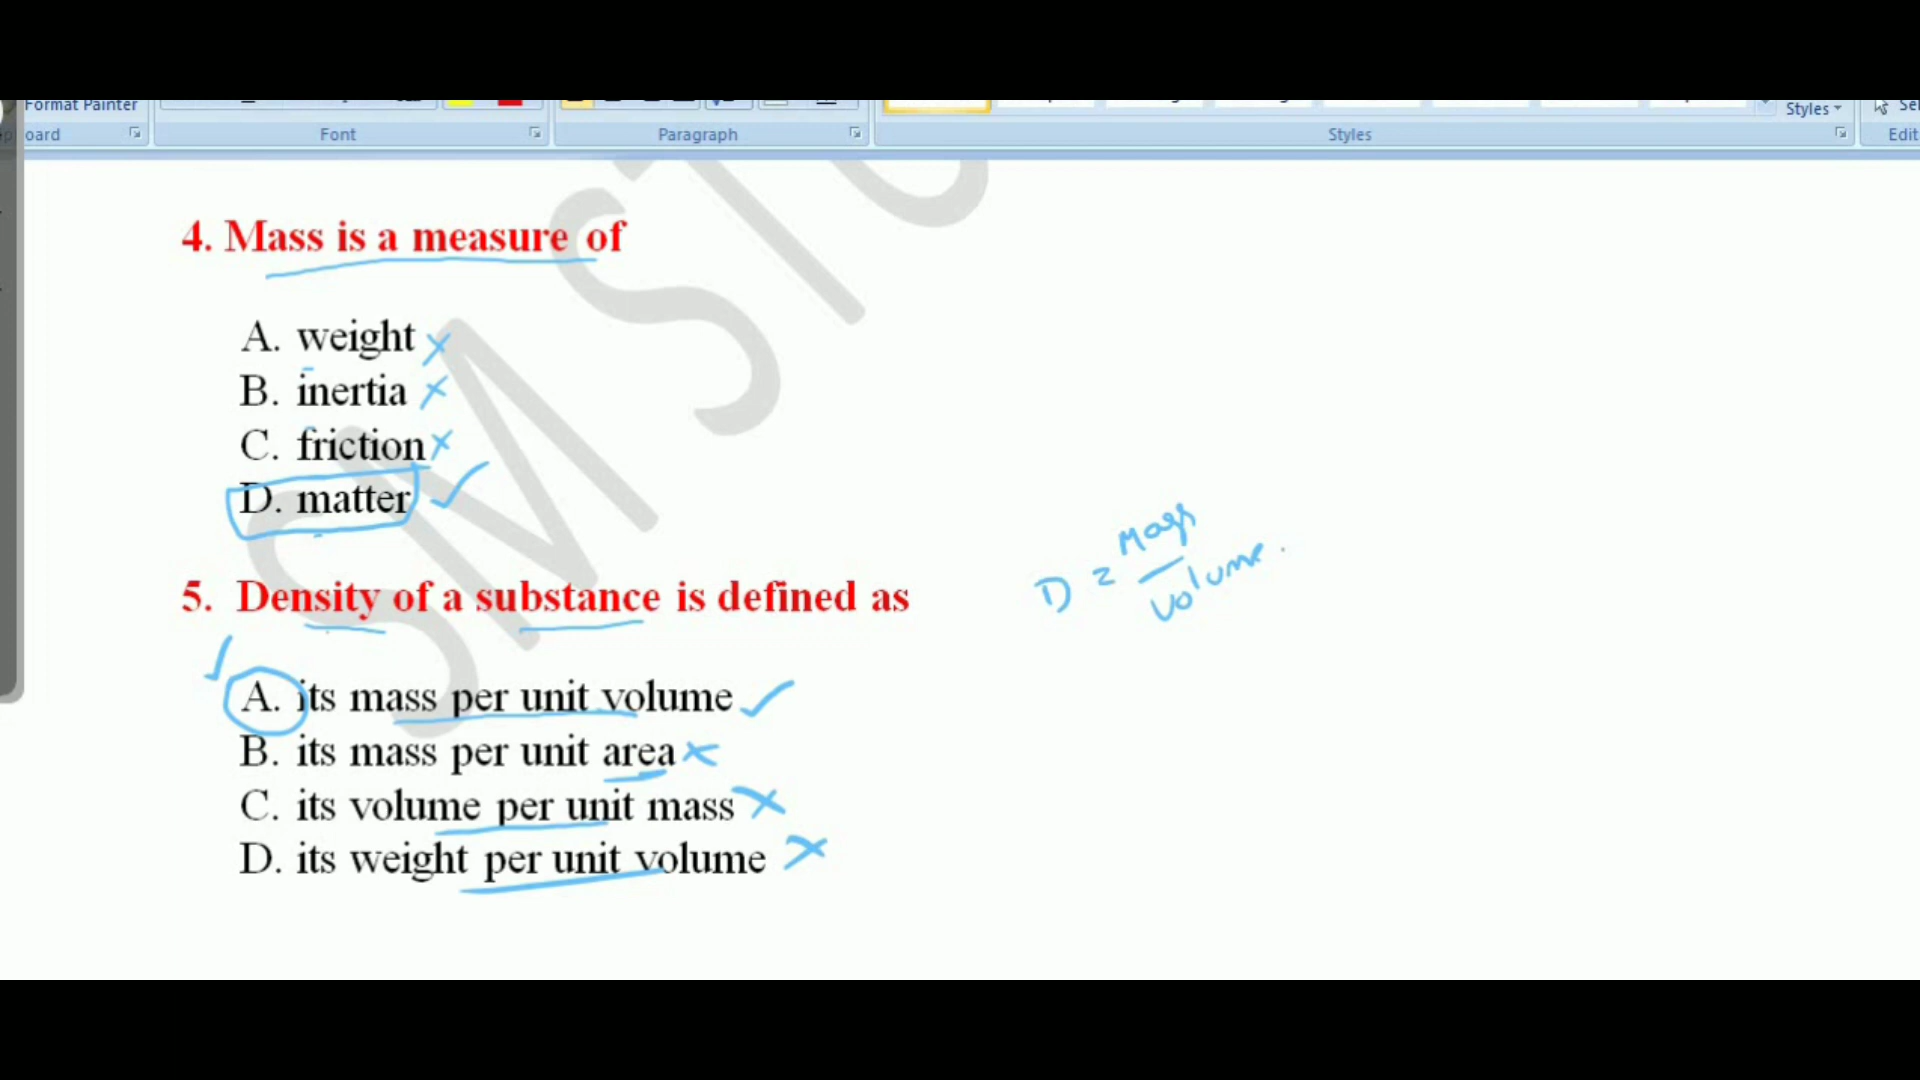 Format Painter
Styles
oard
Font
Paragraph
Styles
Edit
SM STU
4. Mass is a measure of
A. weight
B. inertia
C. friction
D. matter
5. Density of a substance is defined as
D = Mass
Volume.
A. its mass per unit volume
B. its mass per unit area
C. its volume per unit mass
D. its weight per unit volume